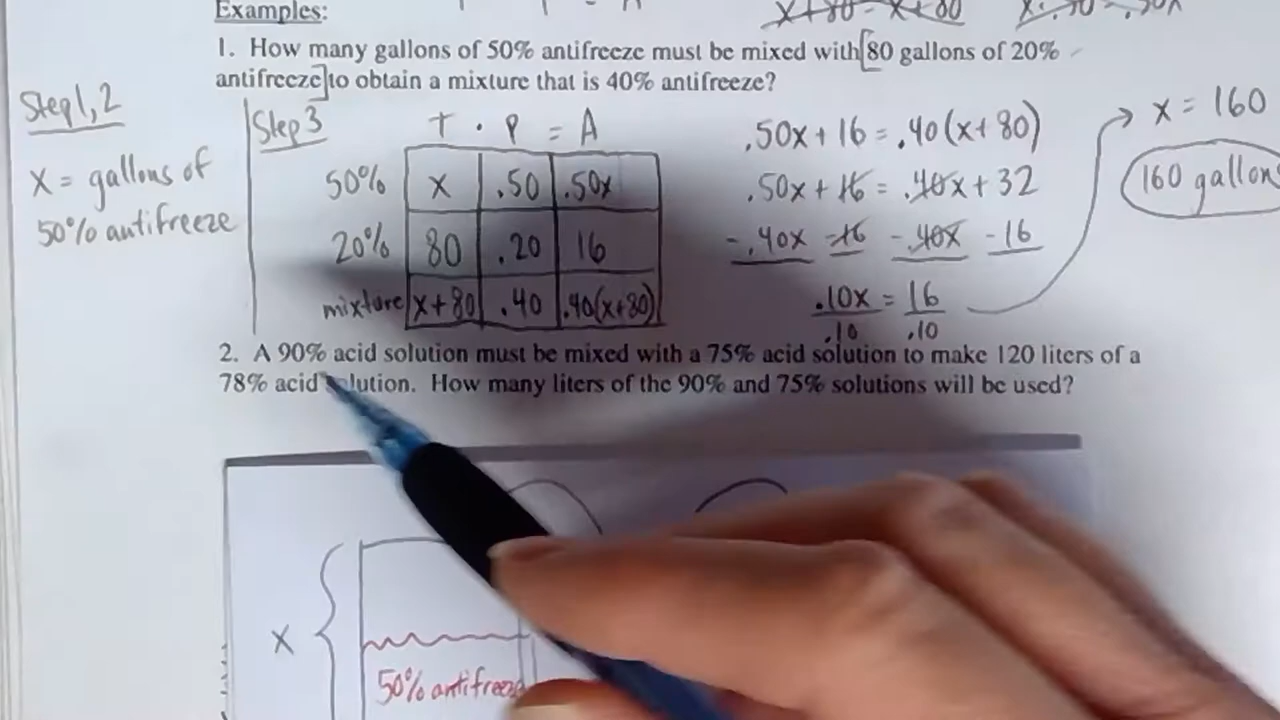 Examples:
1. How many gallons of 50% antifreeze must be mixed with [80 gallons of 20%
antifreeze] to obtain a mixture that is 40% antifreeze?
Step 1, 2
x = gallons of
50% antifreeze
Step 3
T · P = A
50% x .50 .50x
20% 80 .20 16
mixture x+80 .40 .40(x+80)
.50x + 16 = .40(x+80)
.50x + 16 = .40x + 32
-.40x -16 -.40x -16
.10x = 16
.10 .10
x = 160
160 gallons
2. A 90% acid solution must be mixed with a 75% acid solution to make 120 liters of a
78% acid solution. How many liters of the 90% and 75% solutions will be used?
x
50% antifreeze